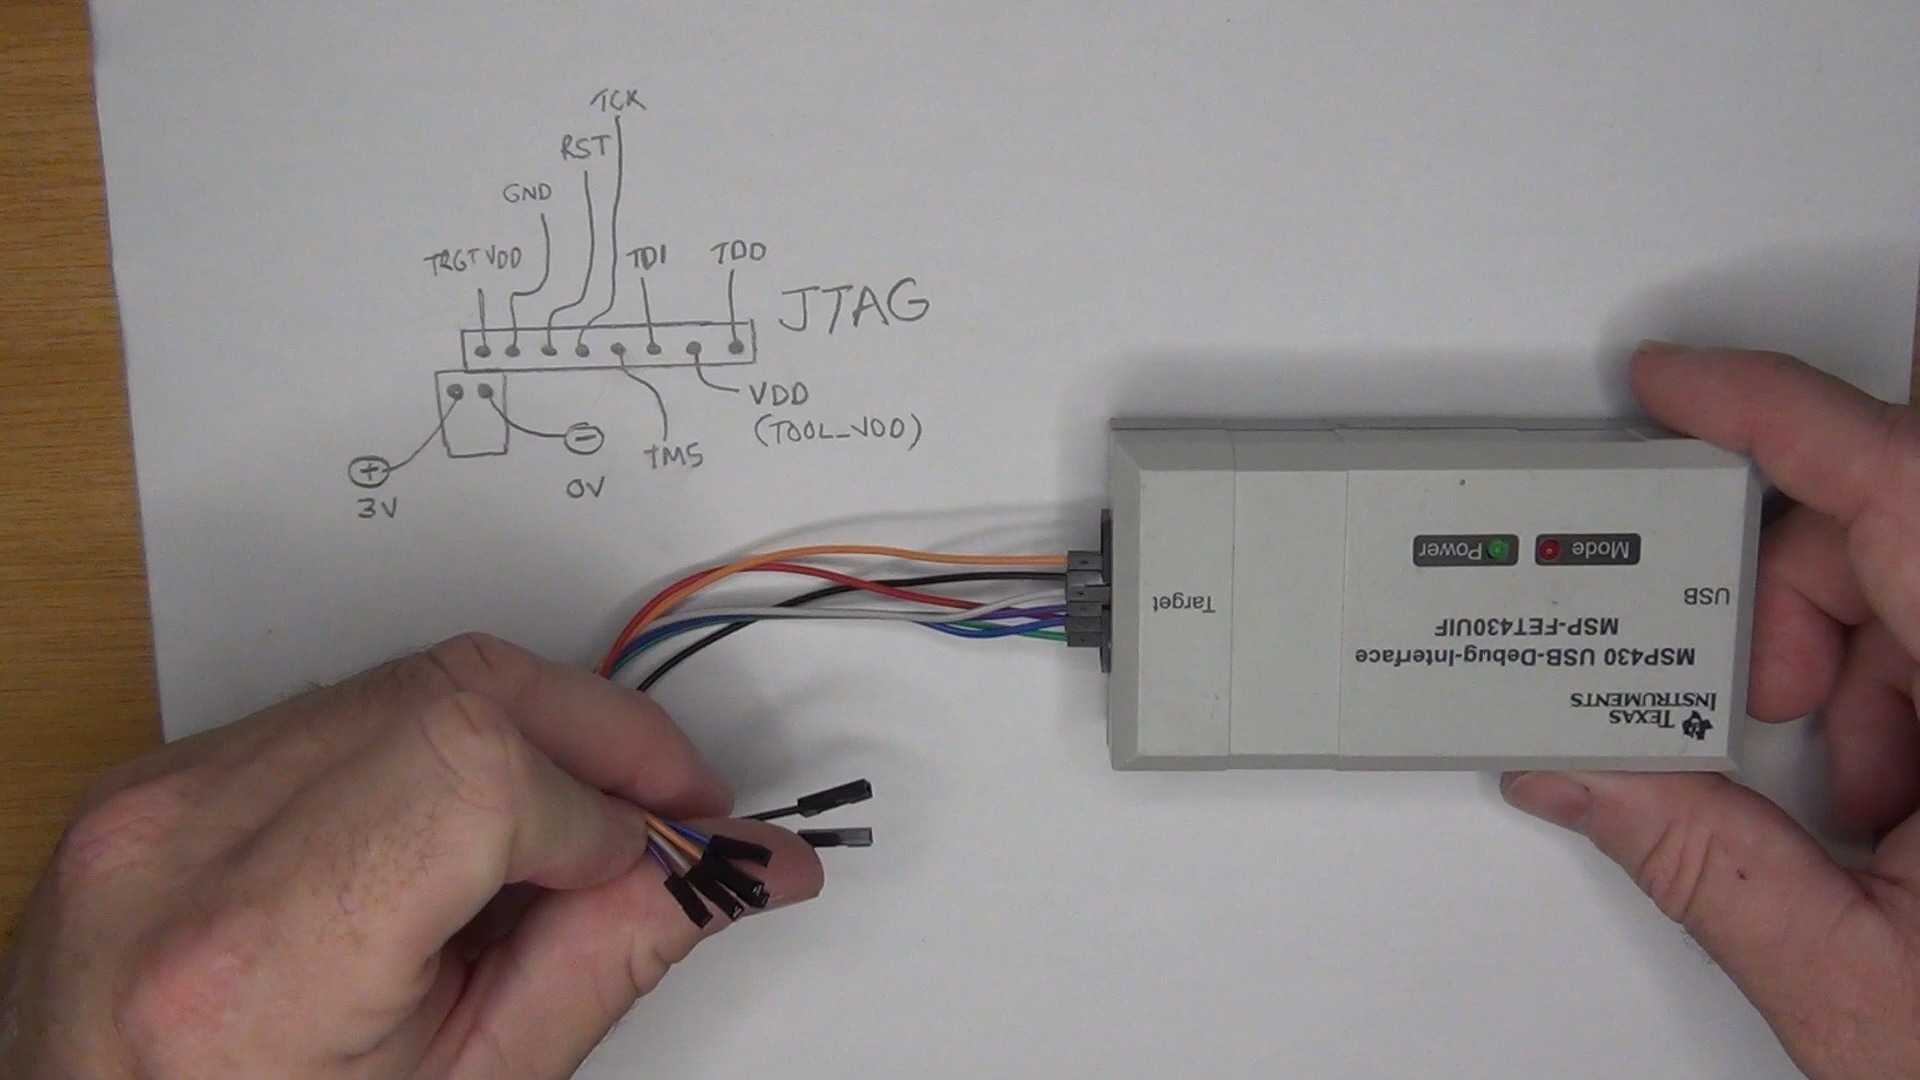 TCK
RST
GND
TRGT VDD
TDI
TDD
JTAG
VDD
(TOOL_VDD)
TMS
+
3V
−
0V
Texas
Instruments
MSP430 USB-Debug-Interface
MSP-FET430UIF
USB
Target
Mode
Power